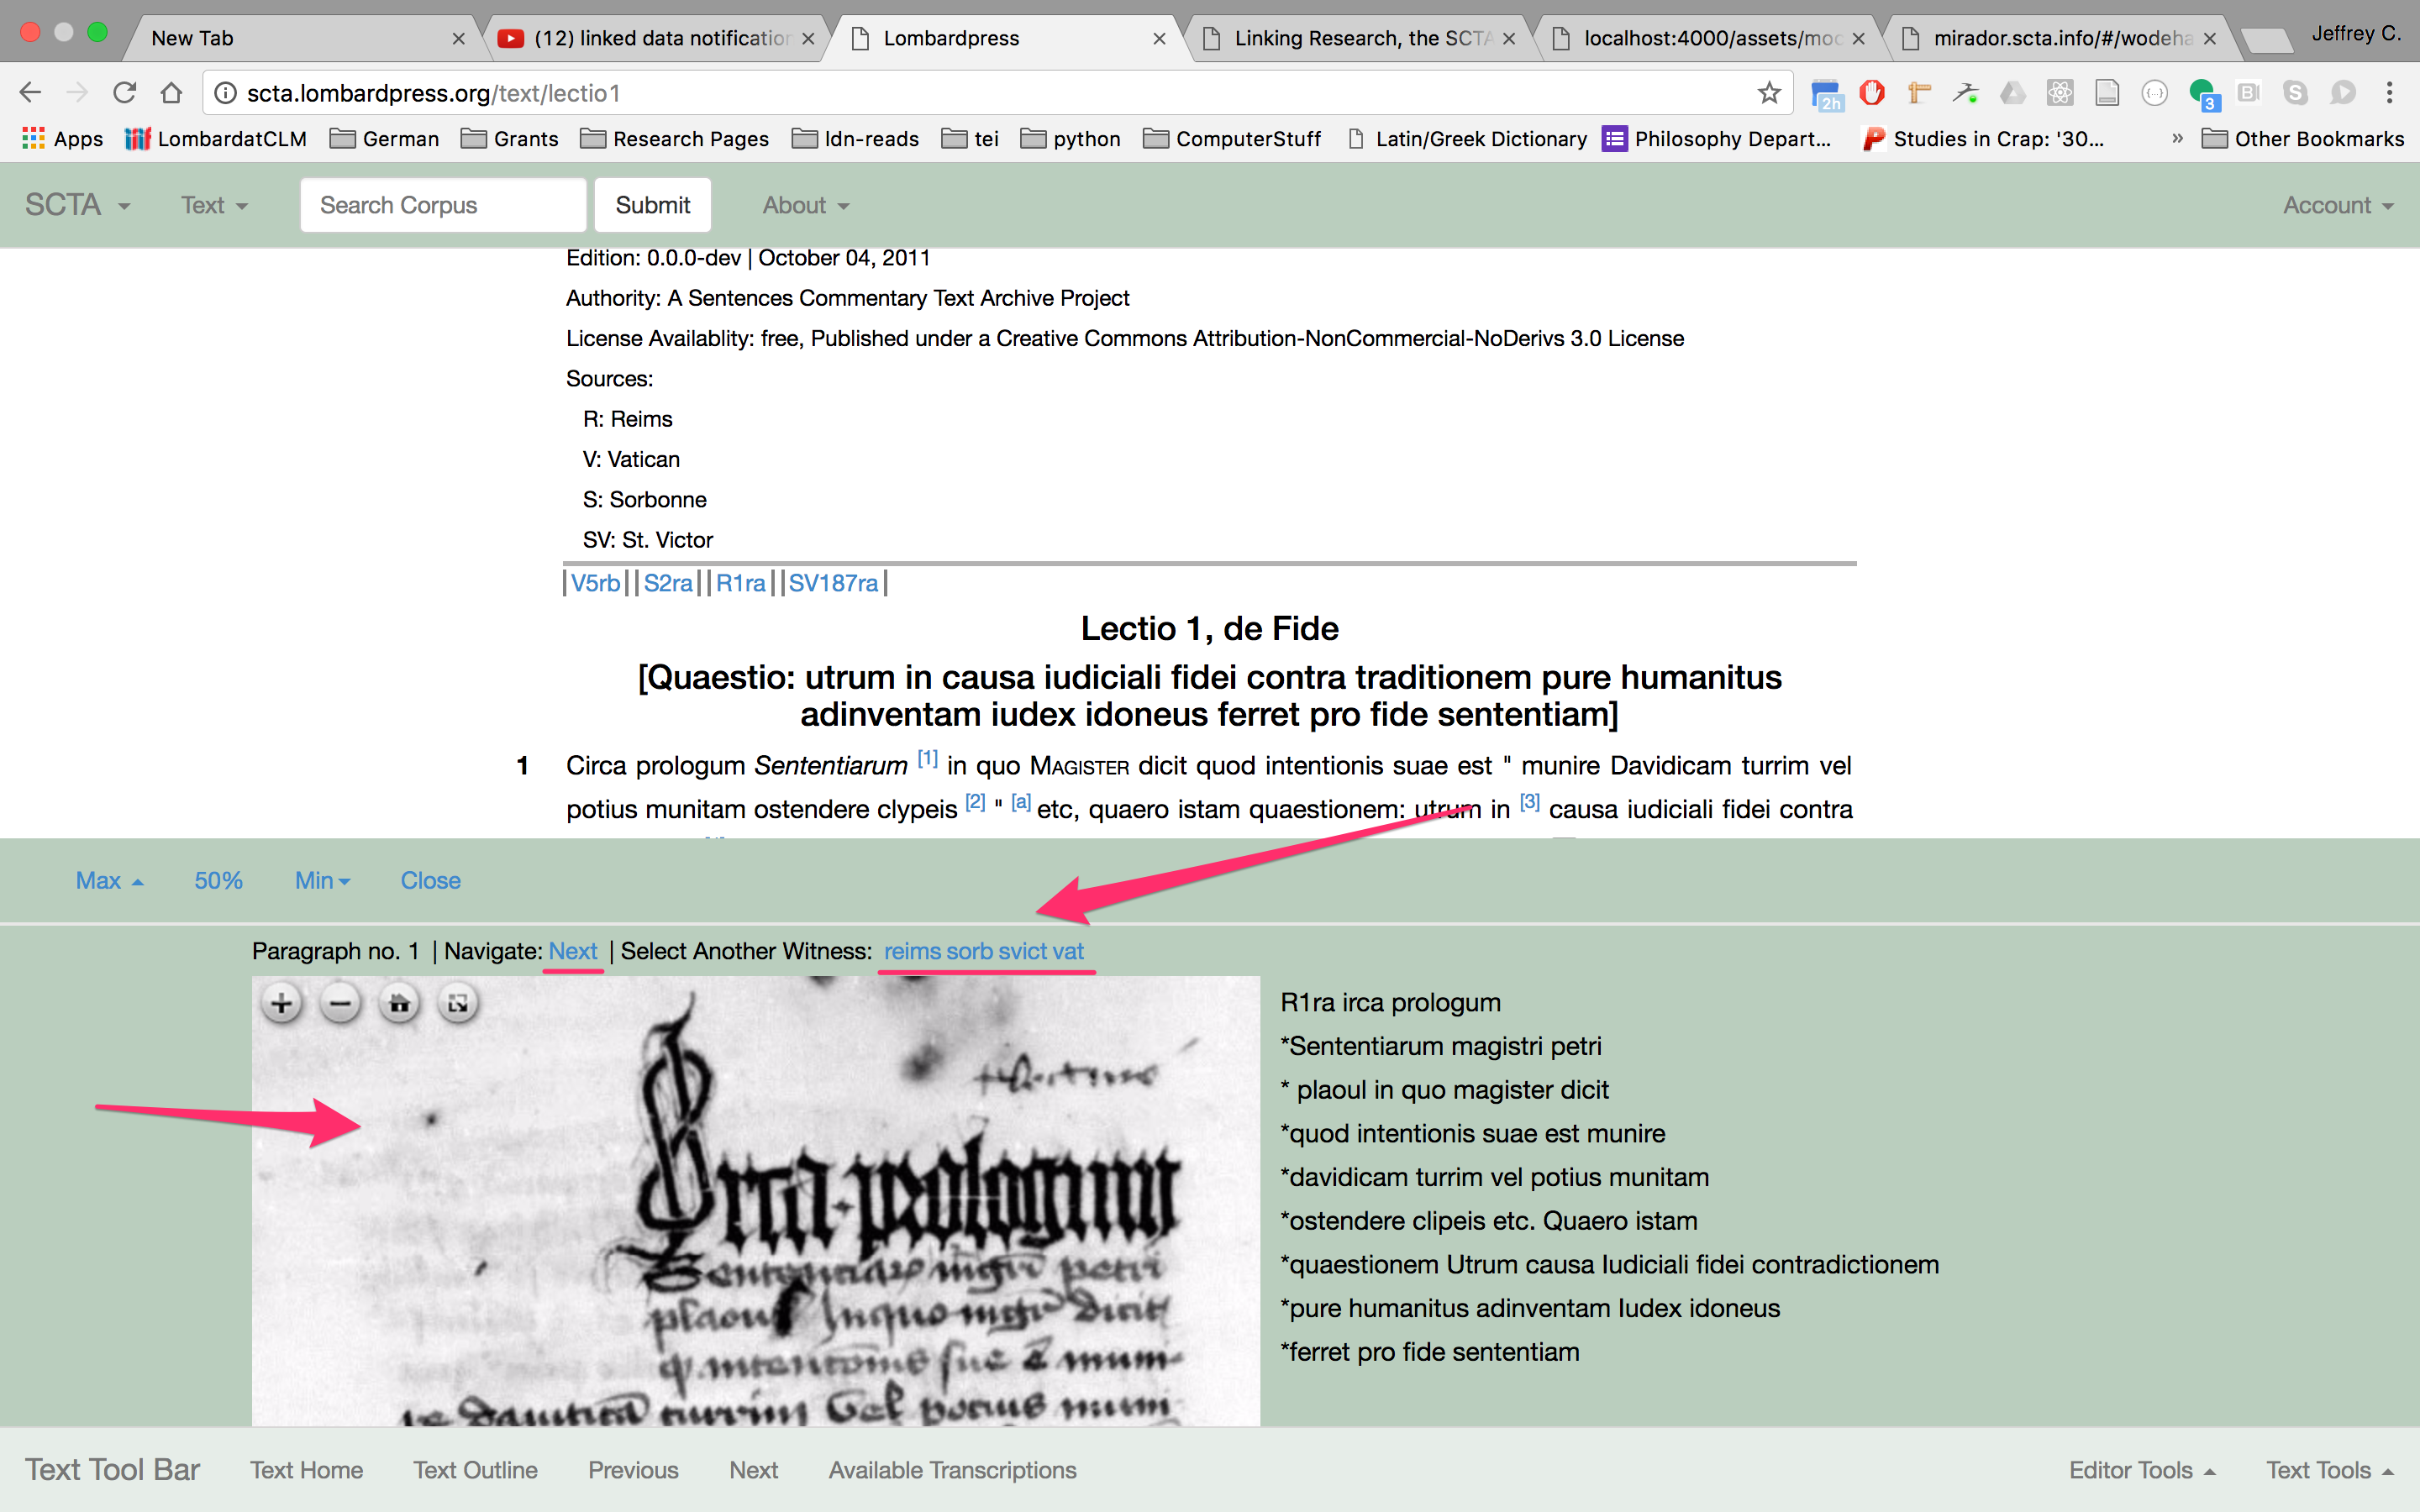 New Tab
(12) linked data notification
Lombardpress
Linking Research, the SCTA
localhost:4000/assets/moc
mirador.scta.info/#/wodeha
Jeffrey C.
scta.lombardpress.org/text/lectio1
2h
3
Apps
LombardatCLM
German
Grants
Research Pages
ldn-reads
tei
python
ComputerStuff
Latin/Greek Dictionary
Philosophy Depart...
Studies in Crap: '30...
»
Other Bookmarks
SCTA
Text
Search Corpus
Submit
About
Account
Edition: 0.0.0-dev | October 04, 2011
Authority: A Sentences Commentary Text Archive Project
License Availablity: free, Published under a Creative Commons Attribution-NonCommercial-NoDerivs 3.0 License
Sources:
R: Reims
V: Vatican
S: Sorbonne
SV: St. Victor
|V5rb||S2ra||R1ra||SV187ra|
Lectio 1, de Fide
[Quaestio: utrum in causa iudiciali fidei contra traditionem pure humanitus
adinventam iudex idoneus ferret pro fide sententiam]
1 Circa prologum Sententiarum [1] in quo Magister dicit quod intentionis suae est " munire Davidicam turrim vel
potius munitam ostendere clypeis [2] " [a] etc, quaero istam quaestionem: utrum in [3] causa iudiciali fidei contra
Max
50%
Min
Close
Paragraph no. 1 | Navigate: Next | Select Another Witness: reims sorb svict vat
R1ra irca prologum
*Sententiarum magistri petri
* plaoul in quo magister dicit
*quod intentionis suae est munire
*davidicam turrim vel potius munitam
*ostendere clipeis etc. Quaero istam
*quaestionem Utrum causa Iudiciali fidei contradictionem
*pure humanitus adinventam Iudex idoneus
*ferret pro fide sententiam
Text Tool Bar
Text Home
Text Outline
Previous
Next
Available Transcriptions
Editor Tools
Text Tools